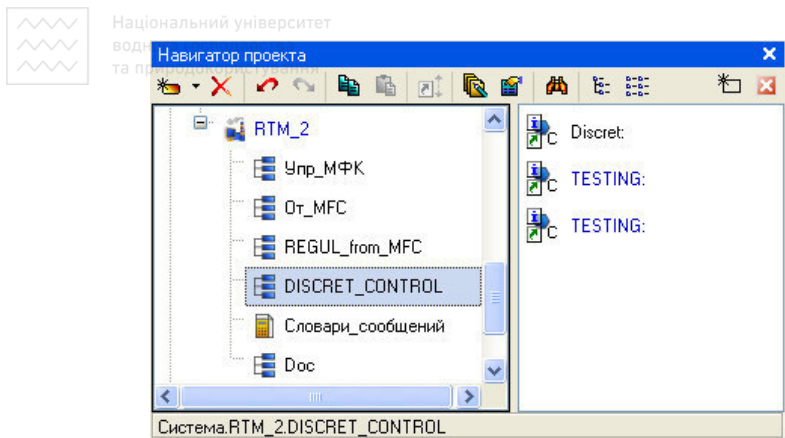 Національний університет
водн
та природокористування
Навигатор проекта
RTM_2
Упр_МФК
От_MFC
REGUL_from_MFC
DISCRET_CONTROL
Словари_сообщений
Doc
Discret:
TESTING:
TESTING:
Система.RTM_2.DISCRET_CONTROL